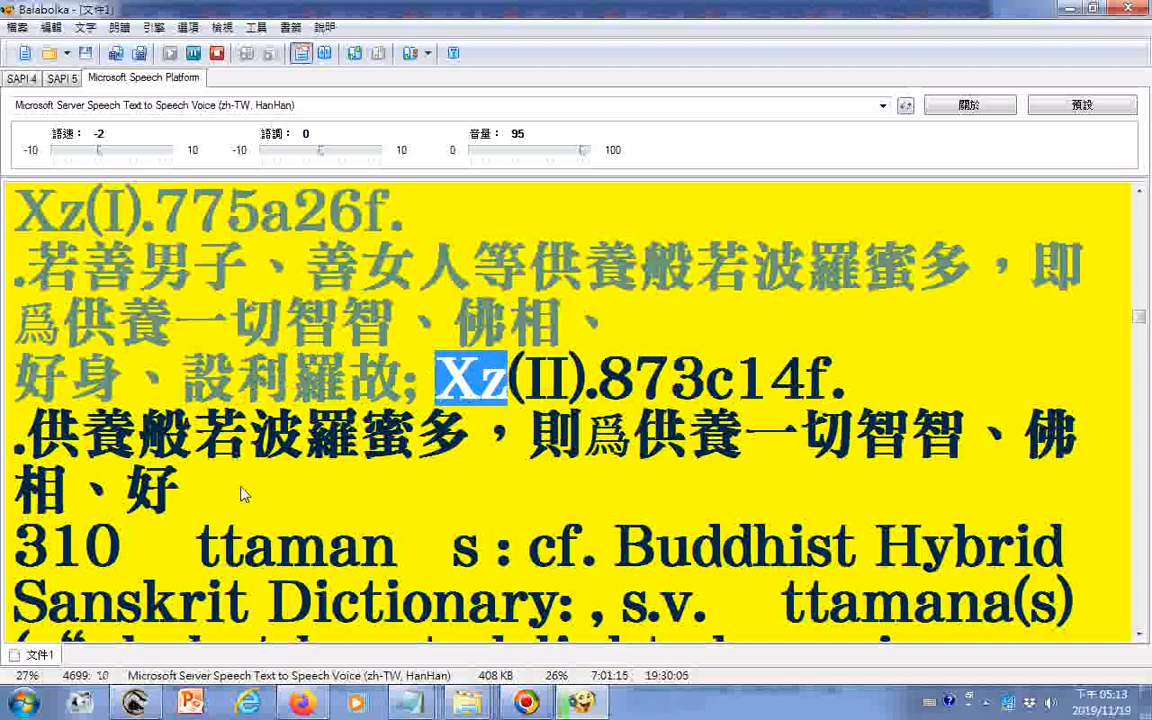 Balabolka - [文件1]
檔案 編輯 文字 朗讀 引擎 選項 檢視 工具 書籤 說明
SAPI 4 SAPI 5 Microsoft Speech Platform
Microsoft Server Speech Text to Speech Voice (zh-TW, HanHan) 關於 預設
語速： -2 語調： 0 音量： 95
-10 10 -10 10 0 100
Xz(I).775a26f.
.若善男子、善女人等供養般若波羅蜜多，即
爲供養一切智智、佛相、
好身、設利羅故; Xz(II).873c14f.
.供養般若波羅蜜多，則爲供養一切智智、佛
相、好
310 ttaman s : cf. Buddhist Hybrid
Sanskrit Dictionary: , s.v. ttamana(s)
文件1
27% 4699: 10 Microsoft Server Speech Text to Speech Voice (zh-TW, HanHan) 408 KB 26% 7:01:15 19:30:05
下午 05:13
2019/11/19